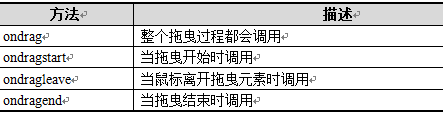 方法 描述
ondrag 整个拖曳过程都会调用
ondragstart 当拖曳开始时调用
ondragleave 当鼠标离开拖曳元素时调用
ondragend 当拖曳结束时调用